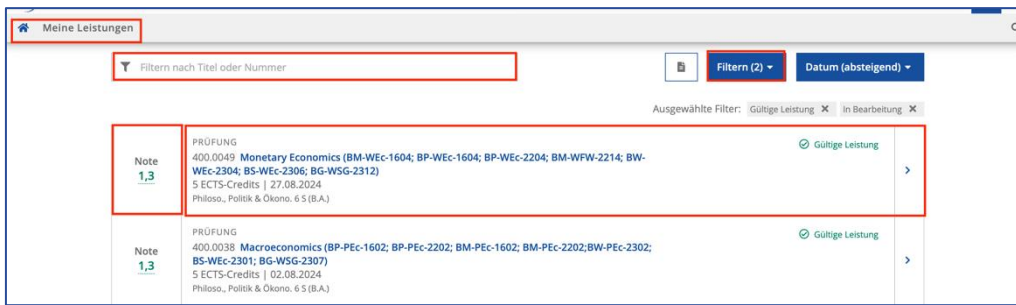 Meine Leistungen
Filtern nach Titel oder Nummer
Filtern (2)
Datum (absteigend)
Ausgewählte Filter: Gültige Leistung ✕ In Bearbeitung ✕
Note
1,3
PRÜFUNG
400.0049 Monetary Economics (BM-WEc-1604; BP-WEc-1604; BP-WEc-2204; BM-WFW-2214; BW-
WEc-2304; BS-WEc-2306; BG-WSG-2312)
5 ECTS-Credits | 27.08.2024
Philoso., Politik & Ökono. 6 S (B.A.)
Gültige Leistung
Note
1,3
PRÜFUNG
400.0038 Macroeconomics (BP-PEc-1602; BP-PEc-2202; BM-PEc-1602; BM-PEc-2202;BW-PEc-2302;
BS-WEc-2301; BG-WSG-2307)
5 ECTS-Credits | 02.08.2024
Philoso., Politik & Ökono. 6 S (B.A.)
Gültige Leistung